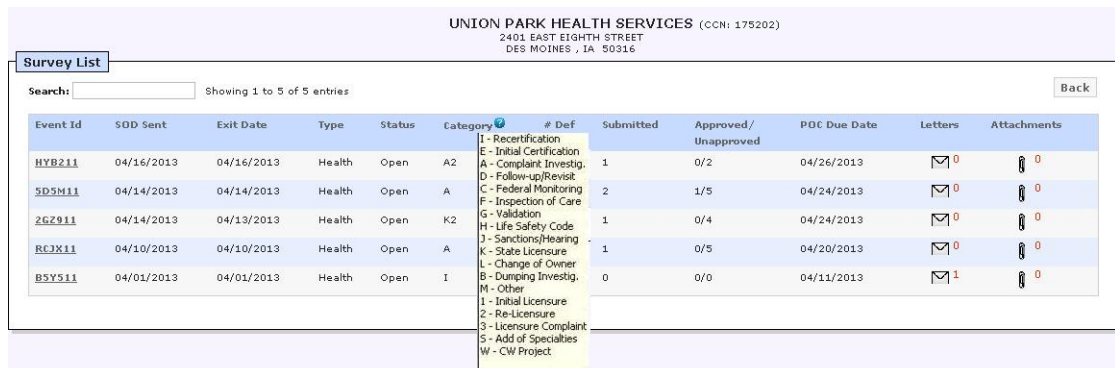 UNION PARK HEALTH SERVICES (CCN: 175202)
2401 EAST EIGHTH STREET
DES MOINES , IA 50316
Survey List
Search: Showing 1 to 5 of 5 entries Back
Event Id SOD Sent Exit Date Type Status Category # Def Submitted Approved/ Unapproved POC Due Date Letters Attachments
HYB211 04/16/2013 04/16/2013 Health Open A2 1 0/2 04/26/2013 0 0
5D5M11 04/14/2013 04/14/2013 Health Open A 2 1/5 04/24/2013 0 0
2GZ911 04/14/2013 04/13/2013 Health Open K2 1 0/4 04/24/2013 0 0
RCJX11 04/10/2013 04/10/2013 Health Open A 1 0/5 04/20/2013 0 0
B5Y511 04/01/2013 04/01/2013 Health Open I 0 0/0 04/11/2013 1 0
I - Recertification
E - Initial Certification
A - Complaint Investig.
D - Follow-up/Revisit
C - Federal Monitoring
F - Inspection of Care
G - Validation
H - Life Safety Code
J - Sanctions/Hearing
K - State Licensure
L - Change of Owner
B - Dumping Investig.
M - Other
1 - Initial Licensure
2 - Re-Licensure
3 - Licensure Complaint
S - Add of Specialties
W - CW Project